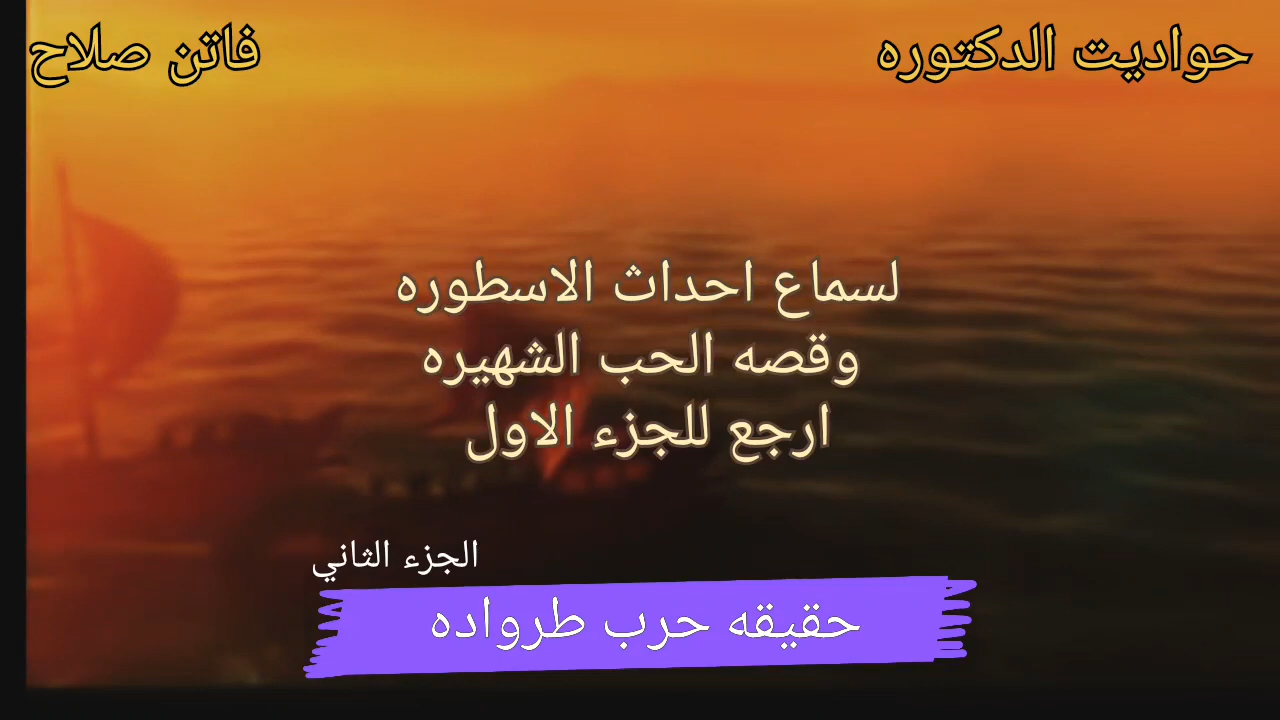 حواديت الدكتوره
فاتن صلاح
لسماع احداث الاسطوره
وقصه الحب الشهيره
ارجع للجزء الاول
الجزء الثاني
حقيقه حرب طرواده